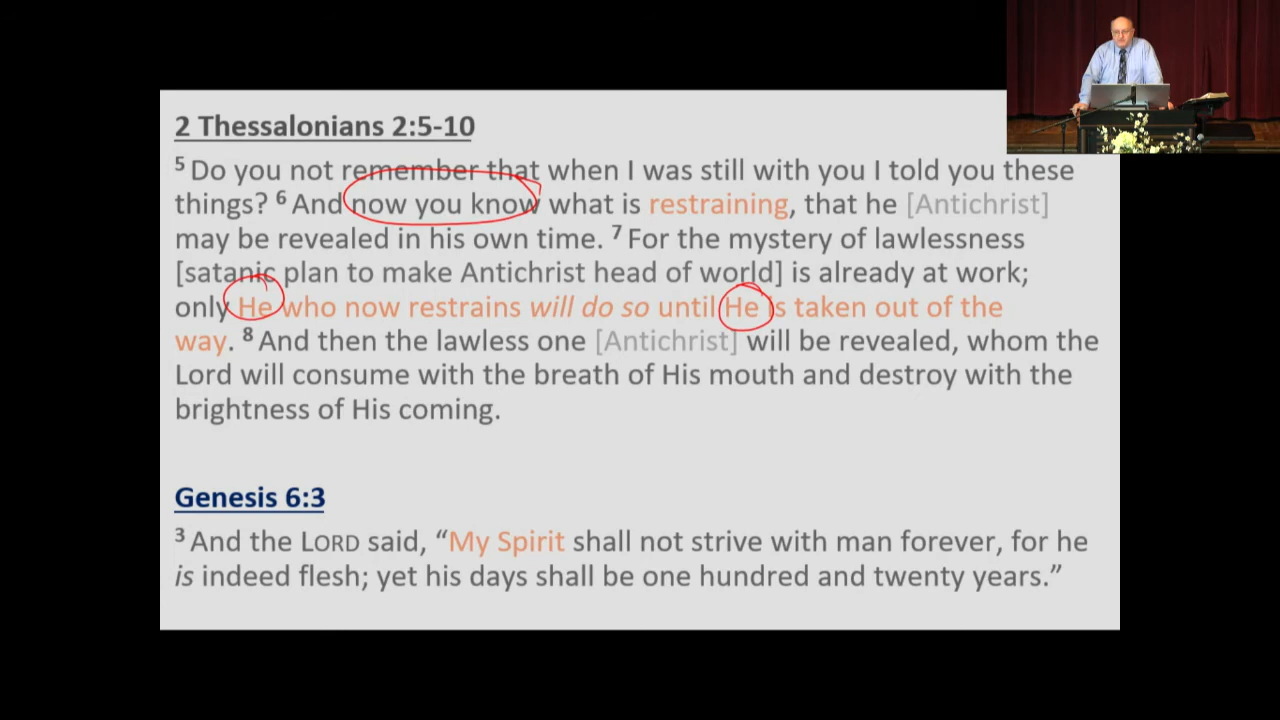 2 Thessalonians 2:5-10
5 Do you not remember that when I was still with you I told you these
things? 6 And now you know what is restraining, that he [Antichrist]
may be revealed in his own time. 7 For the mystery of lawlessness
[satanic plan to make Antichrist head of world] is already at work;
only He who now restrains will do so until He is taken out of the
way. 8 And then the lawless one [Antichrist] will be revealed, whom the
Lord will consume with the breath of His mouth and destroy with the
brightness of His coming.
Genesis 6:3
3 And the LORD said, “My Spirit shall not strive with man forever, for he
is indeed flesh; yet his days shall be one hundred and twenty years.”